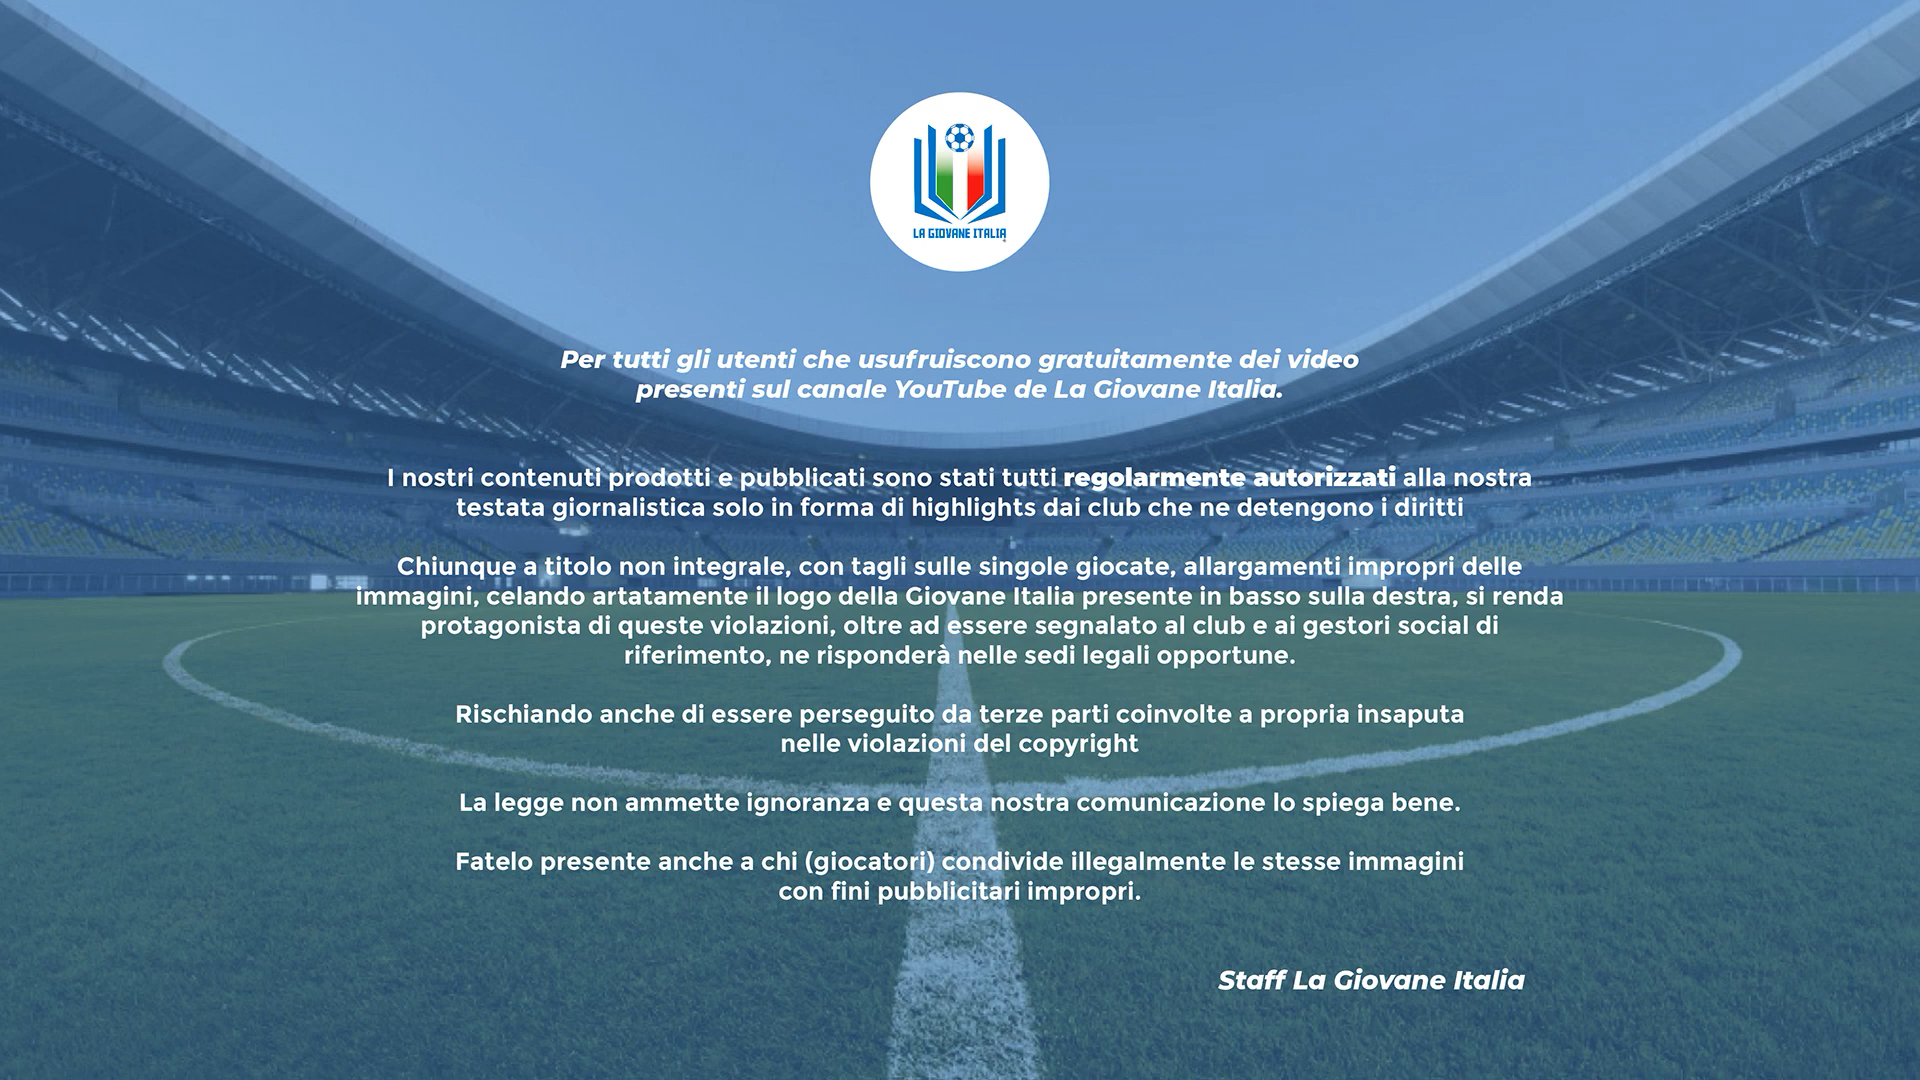 LA GIOVANE ITALIA
Per tutti gli utenti che usufruiscono gratuitamente dei video
presenti sul canale YouTube de La Giovane Italia.
I nostri contenuti prodotti e pubblicati sono stati tutti regolarmente autorizzati alla nostra
testata giornalistica solo in forma di highlights dai club che ne detengono i diritti
Chiunque a titolo non integrale, con tagli sulle singole giocate, allargamenti impropri delle
immagini, celando artatamente il logo della Giovane Italia presente in basso sulla destra, si renda
protagonista di queste violazioni, oltre ad essere segnalato al club e ai gestori social di
riferimento, ne risponderà nelle sedi legali opportune.
Rischiando anche di essere perseguito da terze parti coinvolte a propria insaputa
nelle violazioni del copyright
La legge non ammette ignoranza e questa nostra comunicazione lo spiega bene.
Fatelo presente anche a chi (giocatori) condivide illegalmente le stesse immagini
con fini pubblicitari impropri.
Staff La Giovane Italia